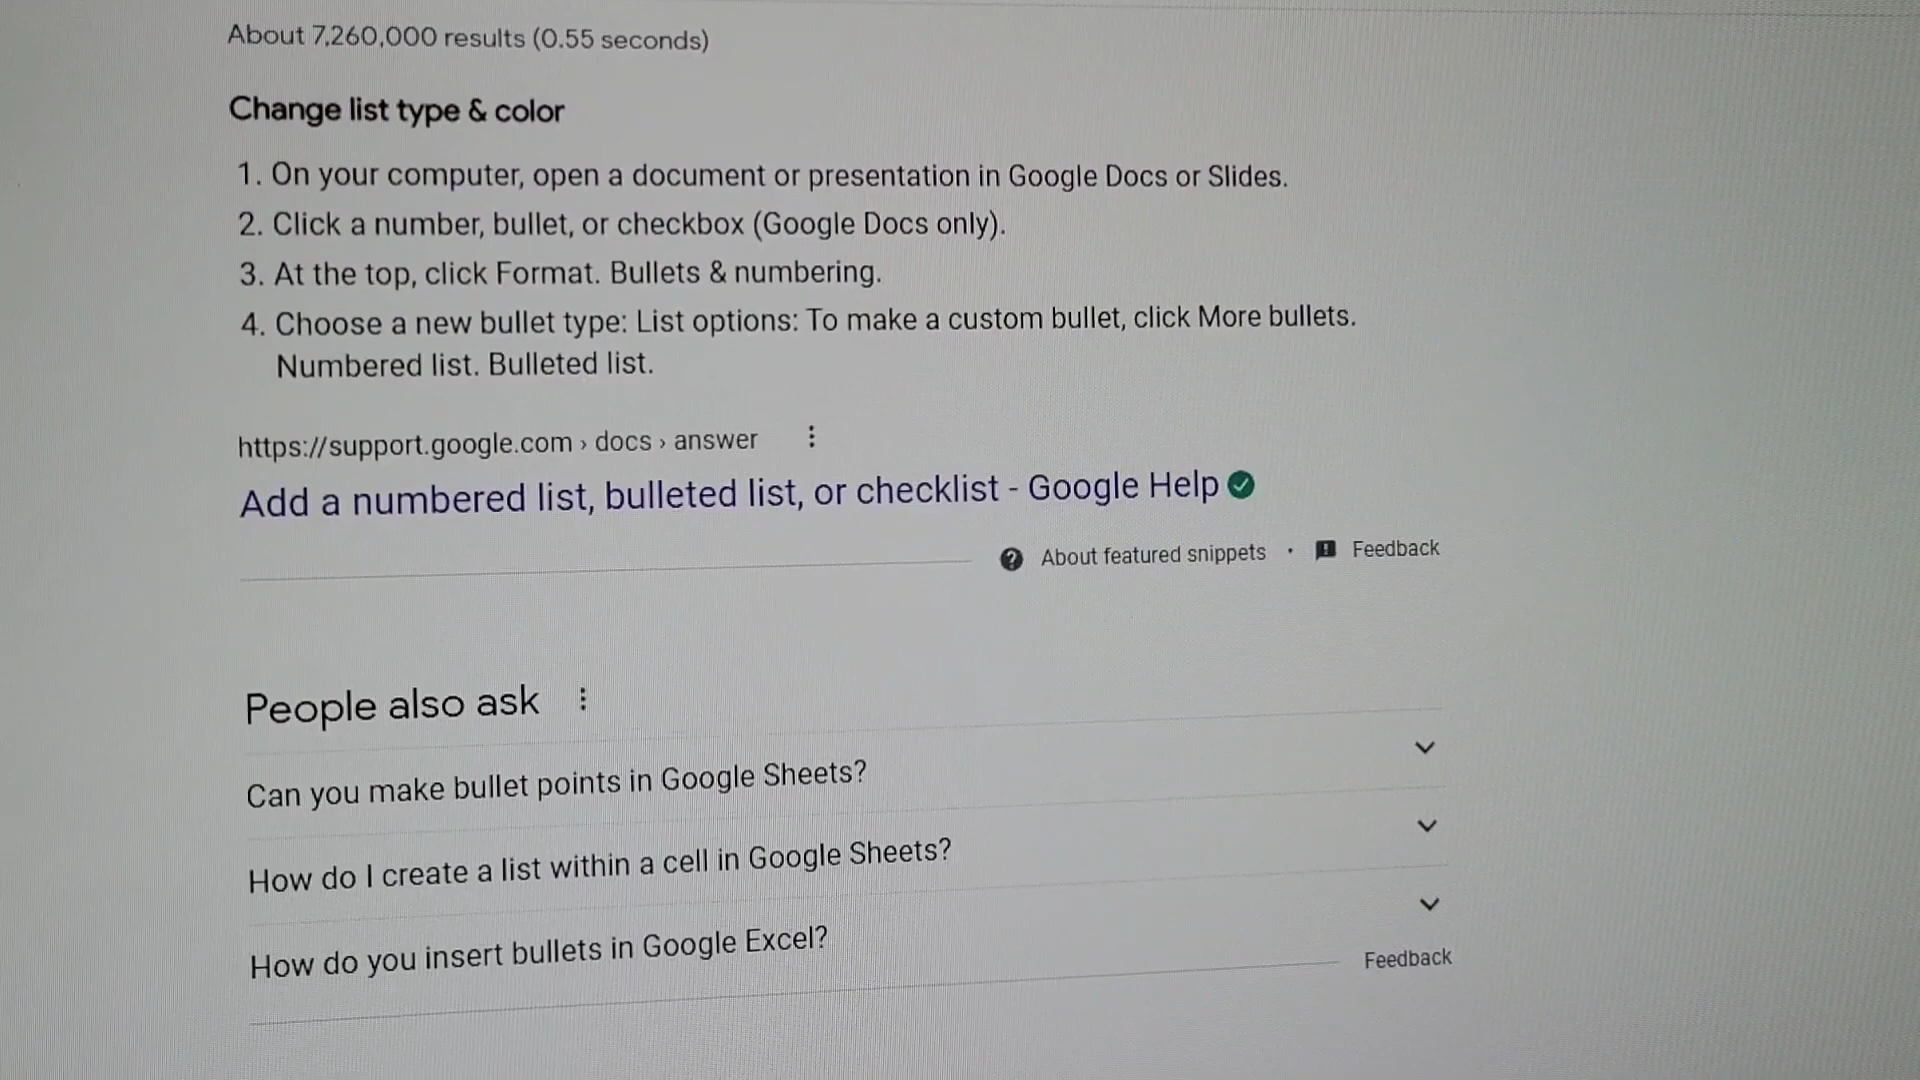 About 7,260,000 results (0.55 seconds)
Change list type & color
1. On your computer, open a document or presentation in Google Docs or Slides.
2. Click a number, bullet, or checkbox (Google Docs only).
3. At the top, click Format. Bullets & numbering.
4. Choose a new bullet type: List options: To make a custom bullet, click More bullets.
Numbered list. Bulleted list.
https://support.google.com › docs › answer
Add a numbered list, bulleted list, or checklist - Google Help
About featured snippets • Feedback
People also ask
Can you make bullet points in Google Sheets?
How do I create a list within a cell in Google Sheets?
How do you insert bullets in Google Excel?
Feedback